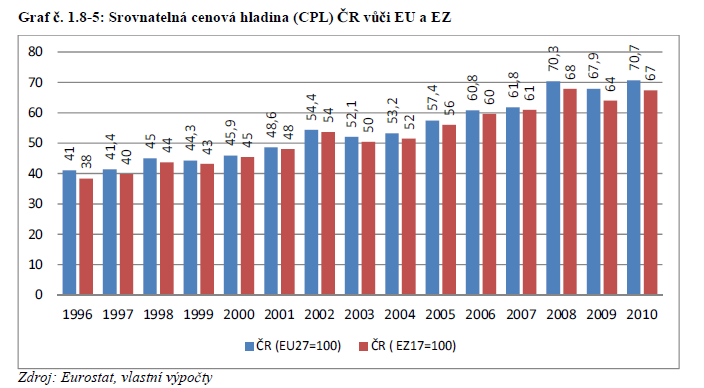 Graf č. 1.8-5: Srovnatelná cenová hladina (CPL) ČR vůči EU a EZ
80
70
60
50
40
30
20
10
0
41 38 41,4 40 45 44 44,3 43 45,9 45 48,6 48 54,4 54 52,1 50 53,2 52 57,4 56 60,8 60 61,8 61 70,3 68 67,9 64 70,7 67
1996 1997 1998 1999 2000 2001 2002 2003 2004 2005 2006 2007 2008 2009 2010
ČR (EU27=100) ČR ( EZ17=100)
Zdroj: Eurostat, vlastní výpočty